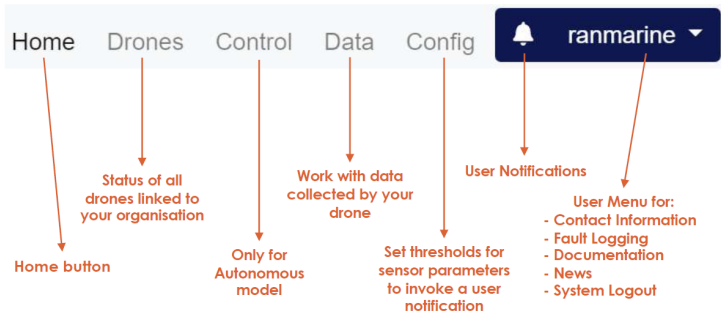 Home Drones Control Data Config ranmarine
Status of all
drones linked to
your organisation
Work with data
collected by your
drone
User Notifications
User Menu for:
- Contact Information
- Fault Logging
- Documentation
- News
- System Logout
Home button
Only for
Autonomous
model
Set thresholds for
sensor parameters
to invoke a user
notification